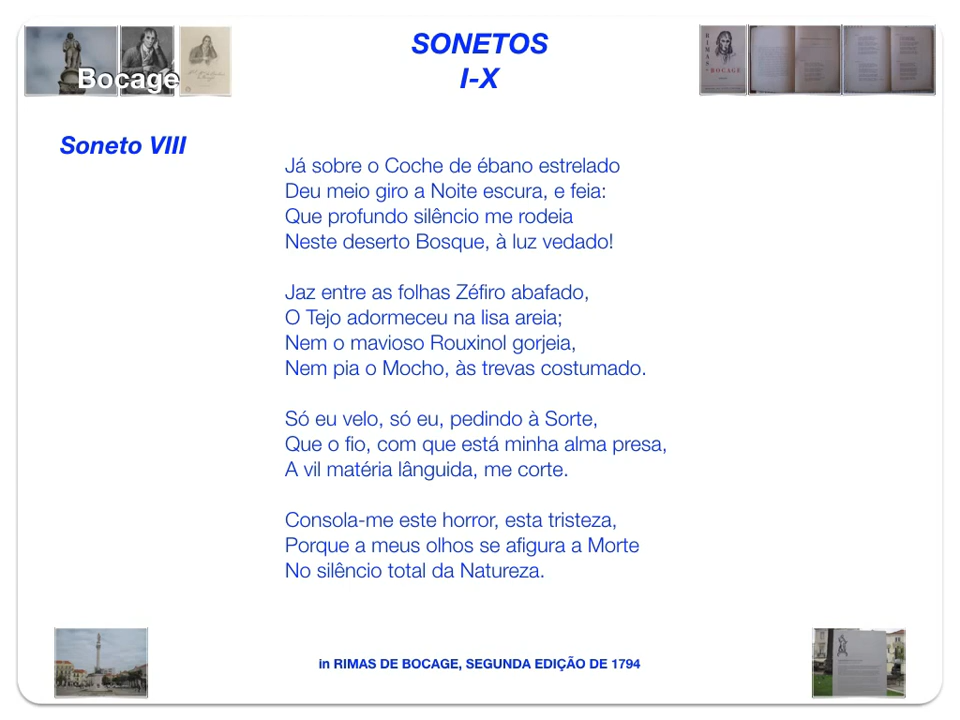 SONETOS
I-X
Bocage
RIMAS
BOCAGE
Soneto VIII
Já sobre o Coche de ébano estrelado
Deu meio giro a Noite escura, e feia:
Que profundo silêncio me rodeia
Neste deserto Bosque, à luz vedado!
Jaz entre as folhas Zéfiro abafado,
O Tejo adormeceu na lisa areia;
Nem o mavioso Rouxinol gorjeia,
Nem pia o Mocho, às trevas costumado.
Só eu velo, só eu, pedindo à Sorte,
Que o fio, com que está minha alma presa,
A vil matéria lânguida, me corte.
Consola-me este horror, esta tristeza,
Porque a meus olhos se afigura a Morte
No silêncio total da Natureza.
in RIMAS DE BOCAGE, SEGUNDA EDIÇÃO DE 1794